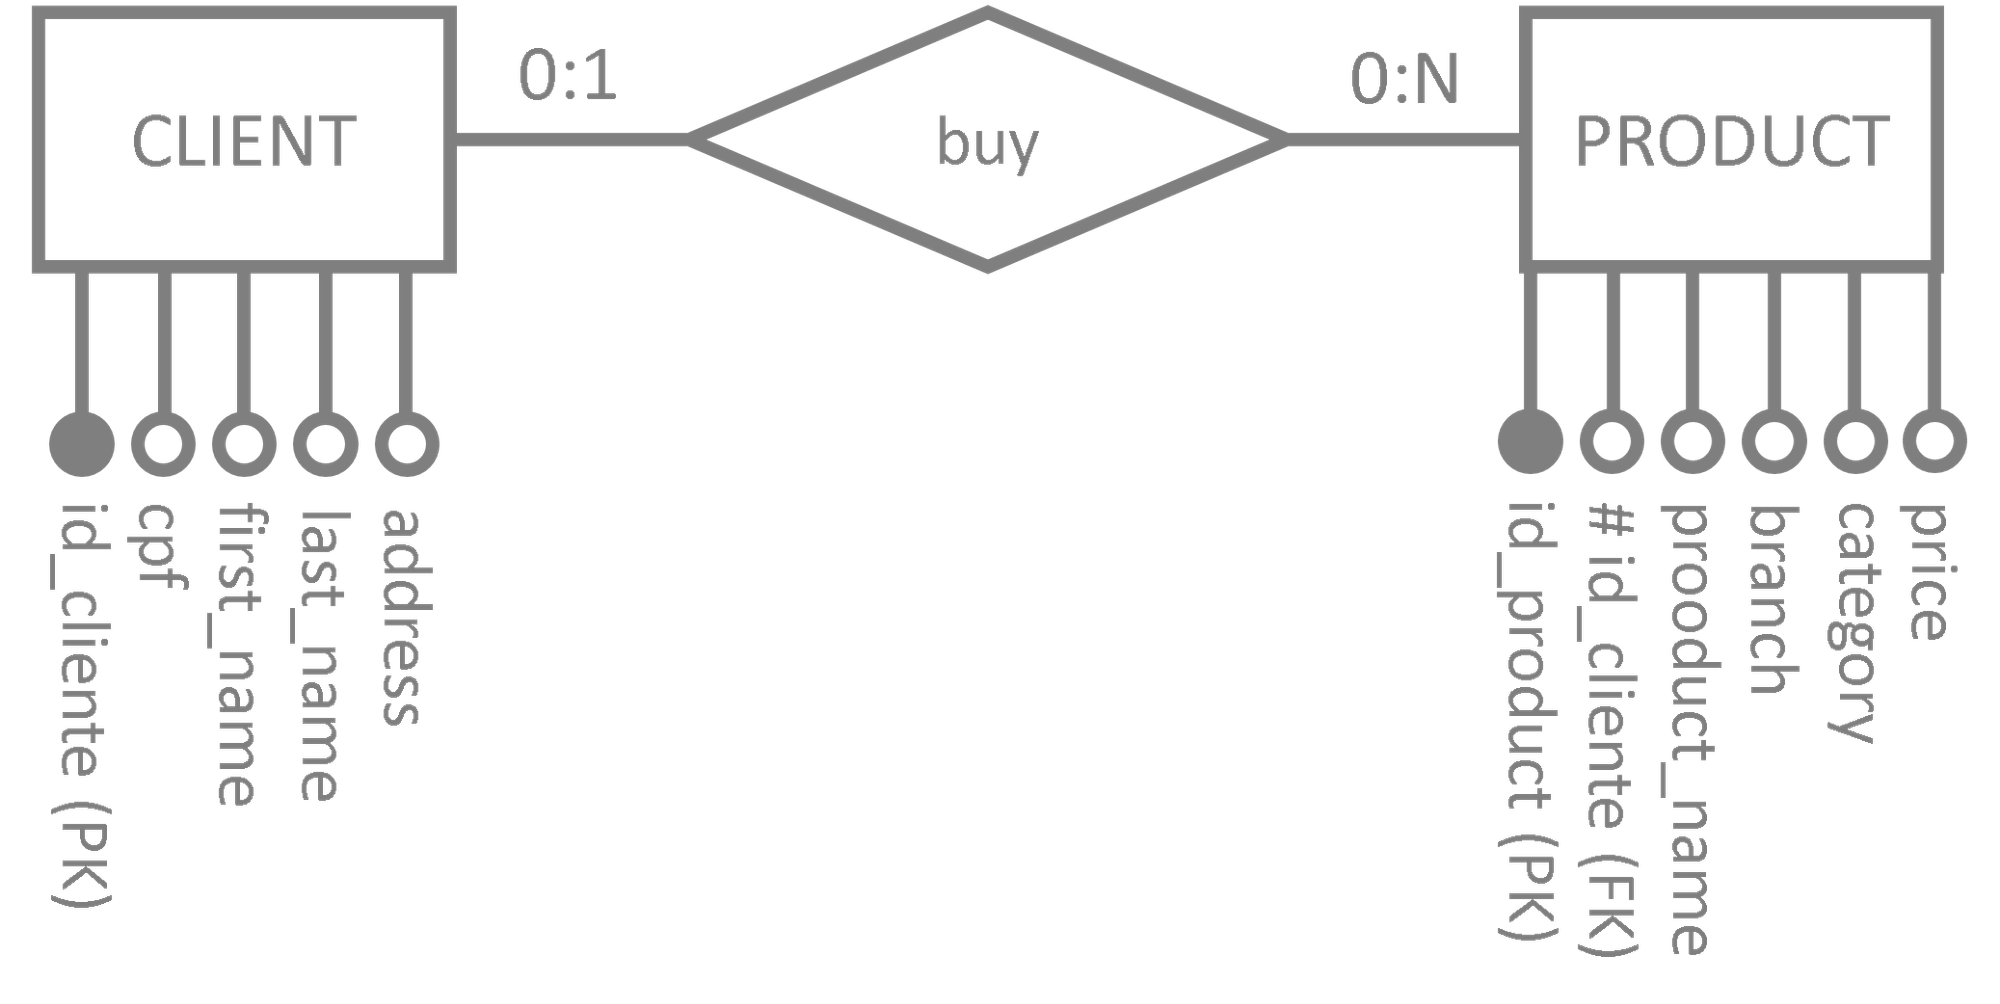 CLIENT
0:1
buy
0:N
PRODUCT
id_cliente (PK)
cpf
first_name
last_name
address
id_product (PK)
# id_cliente (FK)
prooduct_name
branch
category
price